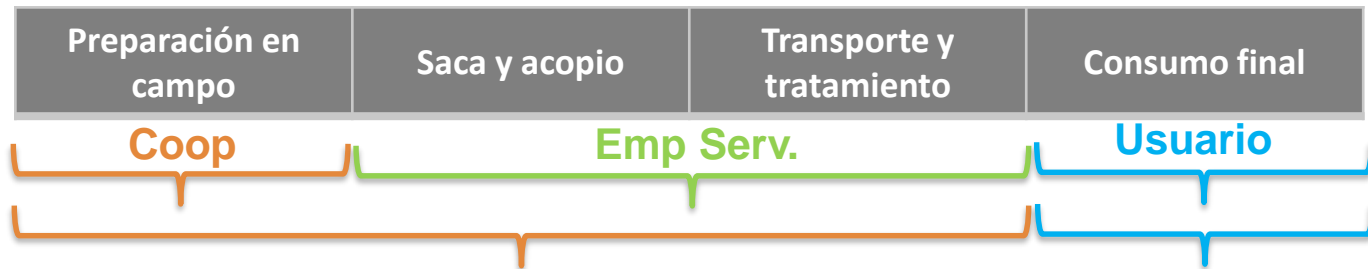 Preparación en
campo
Saca y acopio
Transporte y
tratamiento
Consumo final
Coop
Emp Serv.
Usuario